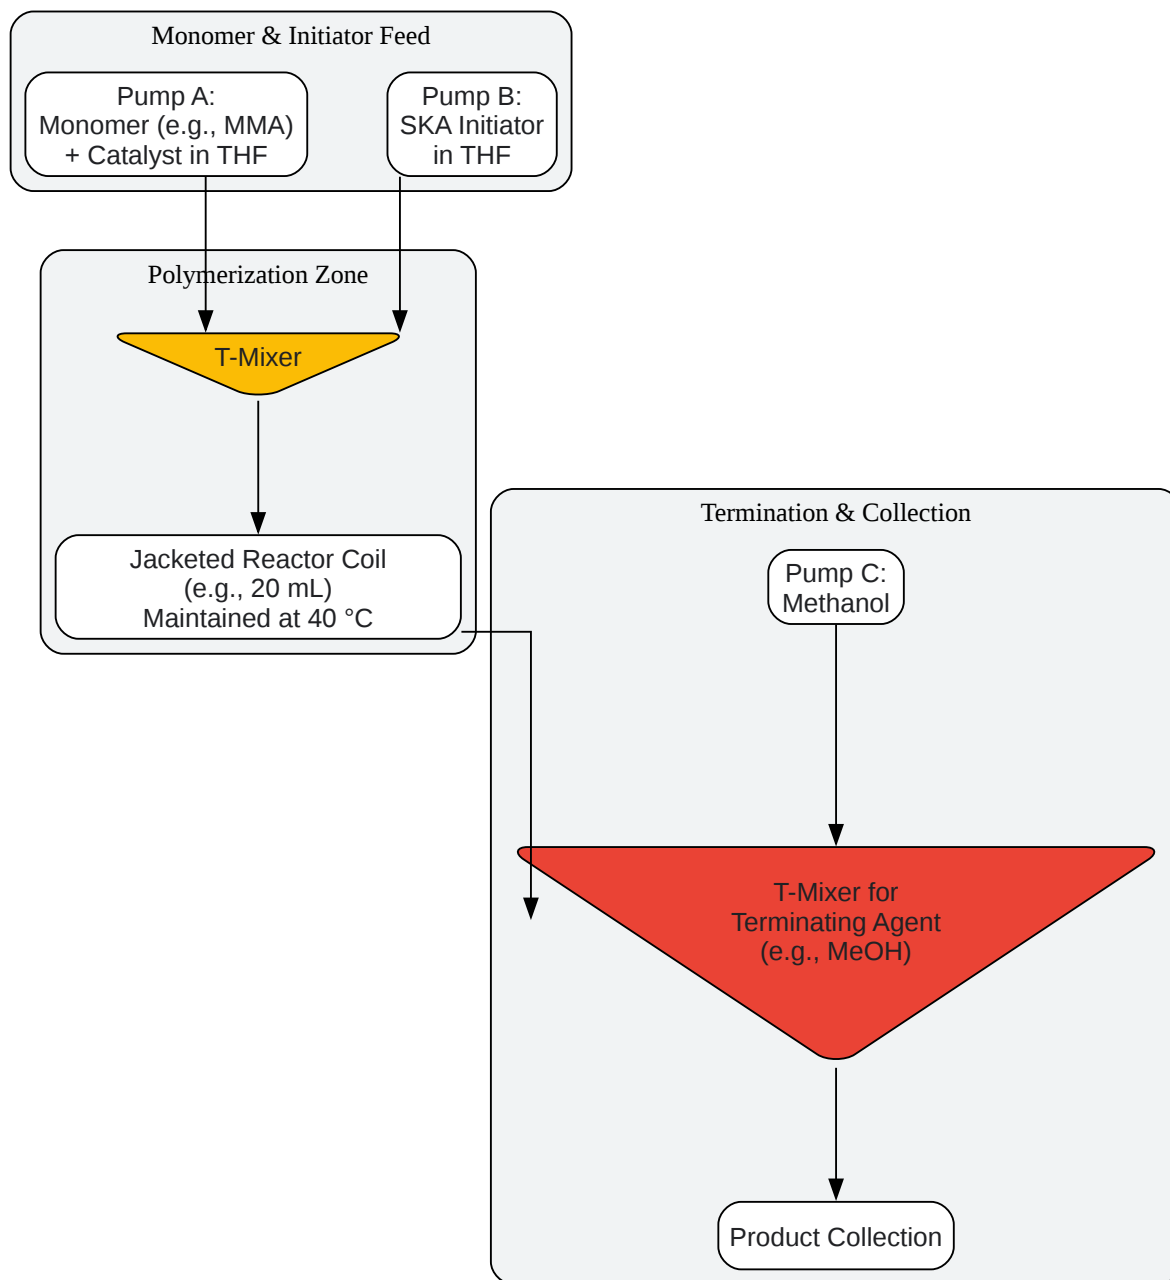 Monomer & Initiator Feed
Pump A:
Monomer (e.g., MMA)
+ Catalyst in THF
Pump B:
SKA Initiator
in THF
Polymerization Zone
T-Mixer
Jacketed Reactor Coil
(e.g., 20 mL)
Maintained at 40 °C
Termination & Collection
Pump C:
Methanol
T-Mixer for
Terminating Agent
(e.g., MeOH)
Product Collection